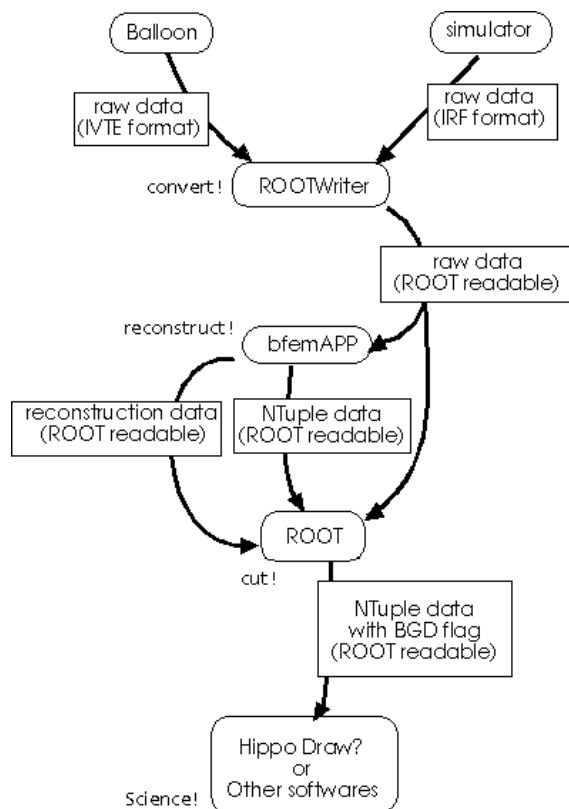 Balloon
simulator
raw data
(IVTE format)
raw data
(IRF format)
convert!
ROOTWriter
raw data
(ROOT readable)
reconstruct!
bfemAPP
reconstruction data
(ROOT readable)
NTuple data
(ROOT readable)
ROOT
cut!
NTuple data
with BGD flag
(ROOT readable)
Hippo Draw?
or
Other softwares
Science!